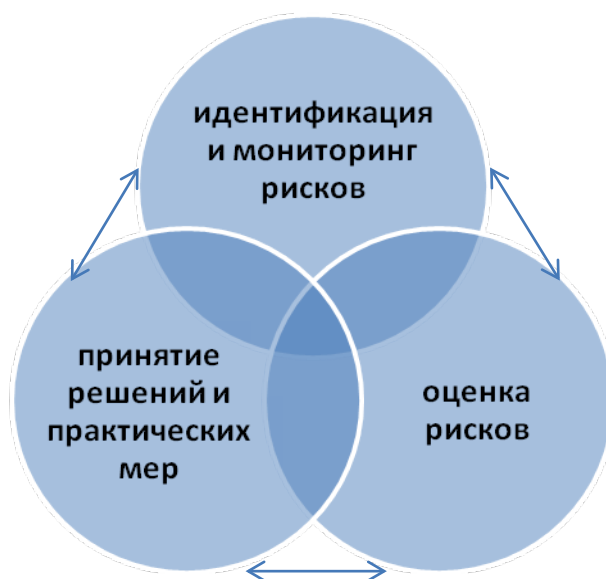 идентификация
и мониторинг
рисков
принятие
решений и
практических
мер
оценка
рисков